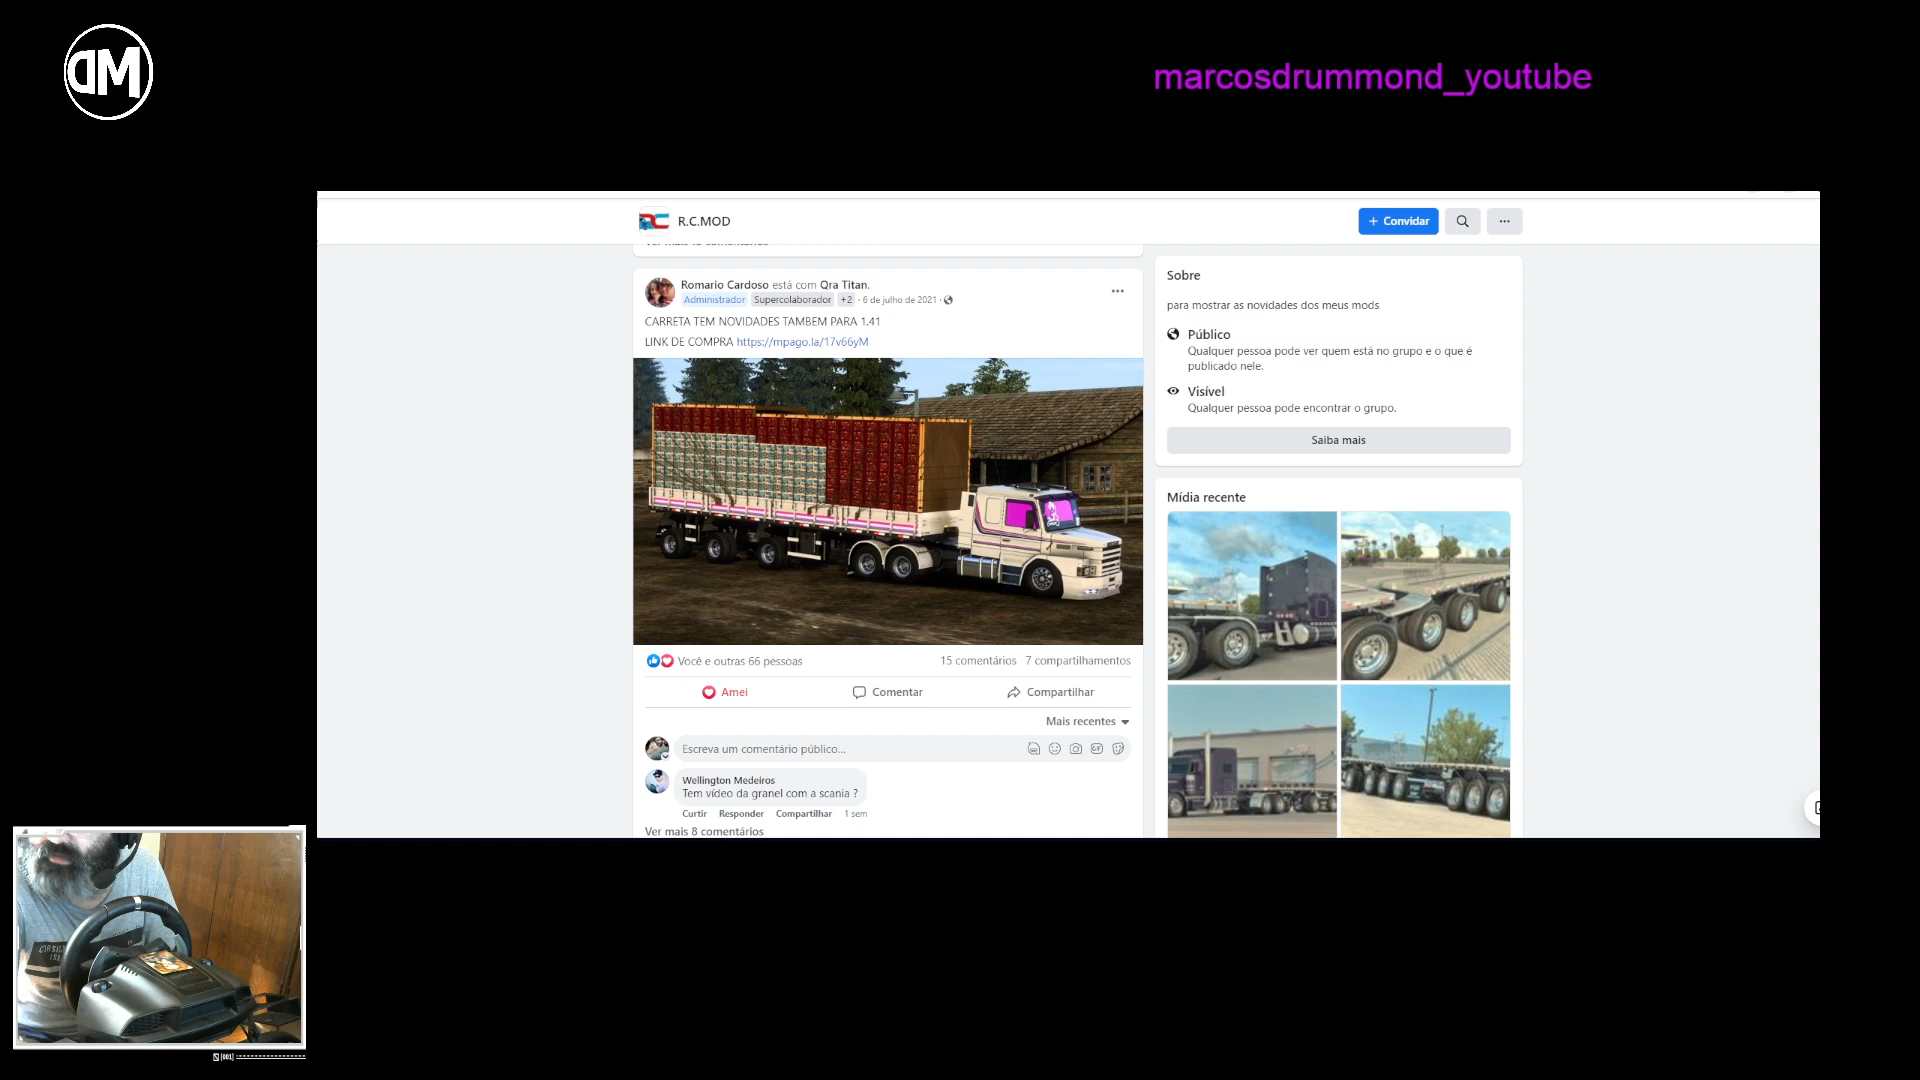 DM
marcosdrummond_youtube
R.C.MOD
+ Convidar
Romario Cardoso está com Qra Titan.
Administrador Supercolaborador +2 · 6 de julho de 2021 ·
CARRETA TEM NOVIDADES TAMBEM PARA 1.41
LINK DE COMPRA https://mpago.la/17v66yM
Você e outras 66 pessoas
15 comentários 7 compartilhamentos
Amei
Comentar
Compartilhar
Mais recentes
Escreva um comentário público...
GIF
Wellington Medeiros
Tem vídeo da granel com a scania ?
Curtir Responder Compartilhar 1 sem
Ver mais 8 comentários
Sobre
para mostrar as novidades dos meus mods
Público
Qualquer pessoa pode ver quem está no grupo e o que é
publicado nele.
Visível
Qualquer pessoa pode encontrar o grupo.
Saiba mais
Mídia recente
[001]